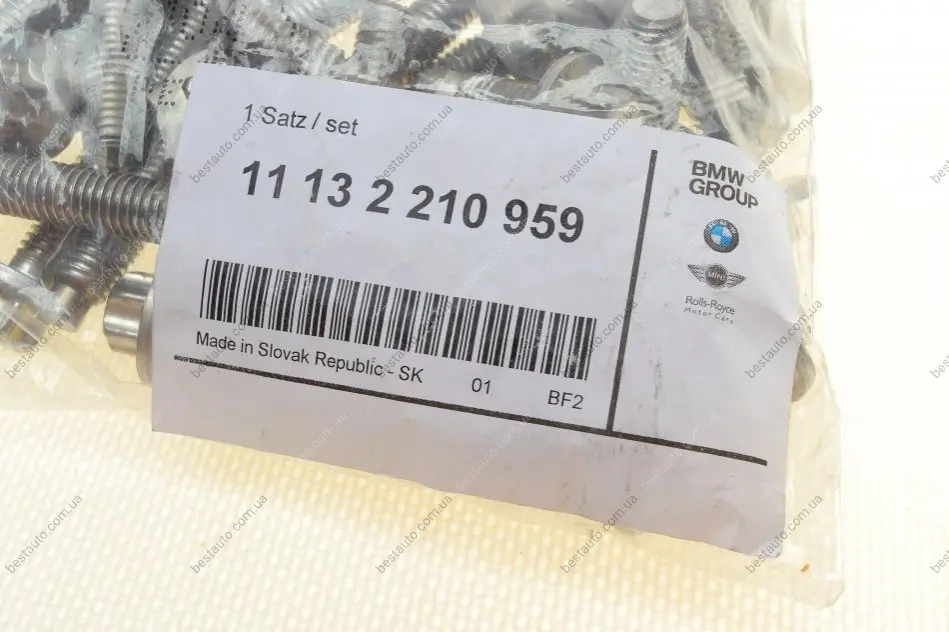 1 Satz / set
11 13 2 210 959
Made in Slovak Republic - SK 01 BF2
BMW
GROUP
MINI
Rolls-Royce
Motor Cars
bestauto.com.ua